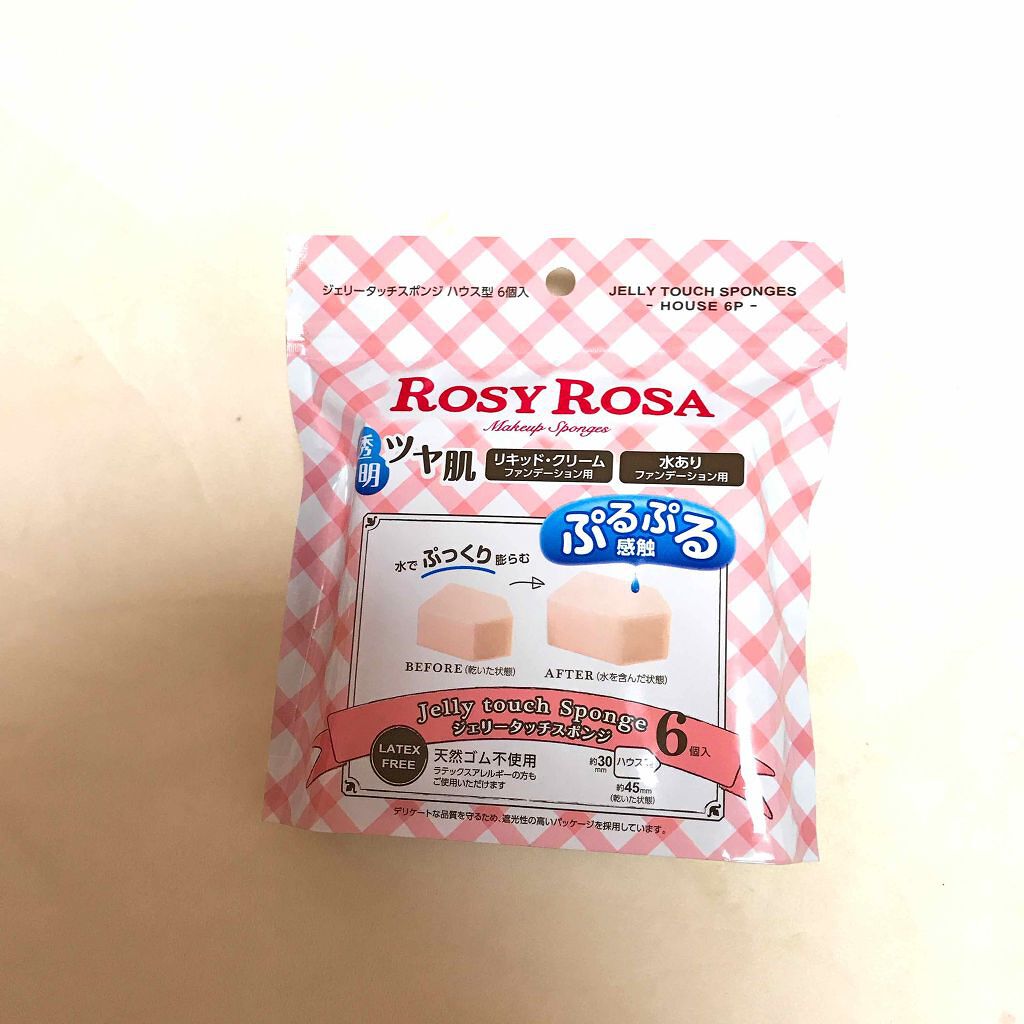 ジェリータッチスポンジ ハウス型 6個入
JELLY TOUCH SPONGES
- HOUSE 6P -
ROSY ROSA
Makeup Sponges
透明
ツヤ肌
リキッド・クリーム
ファンデーション用
水あり
ファンデーション用
ぷるぷる
感触
水でぷっくり膨らむ
BEFORE(乾いた状態)
AFTER(水を含んだ状態)
Jelly touch Sponge
ジェリータッチスポンジ
6個入
LATEX
FREE
天然ゴム不使用
ラテックスアレルギーの方も
ご使用いただけます
約30
mm
ハウス型
約45mm
(乾いた状態)
デリケートな品質を守るため、遮光性の高いパッケージを採用しています。